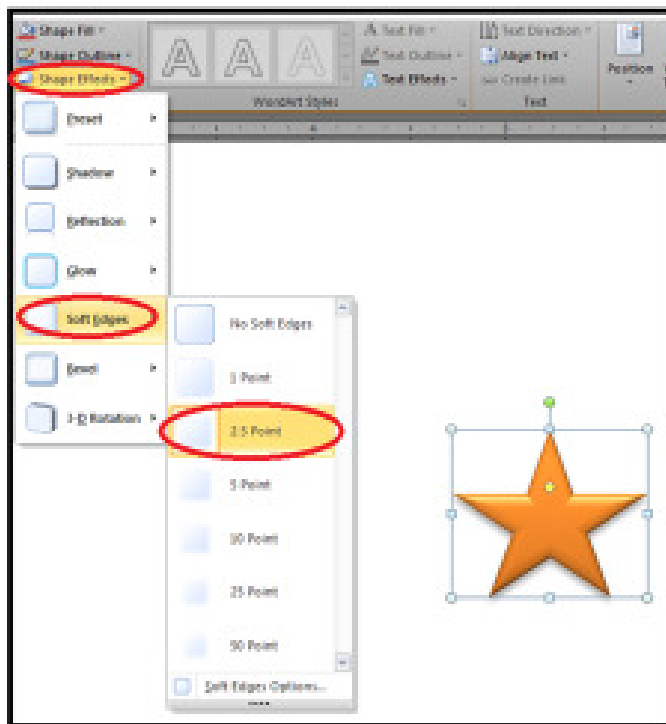 Shape Fill
Shape Outline
Shape Effects
A A A
Text Fill
Text Outline
Text Effects
WordArt Styles
Text Direction
Align Text
Create Link
Text
Position
Preset
Shadow
Reflection
Glow
Soft Edges
Bevel
3-D Rotation
No Soft Edges
1 Point
2.5 Point
5 Point
10 Point
25 Point
50 Point
Soft Edges Options...